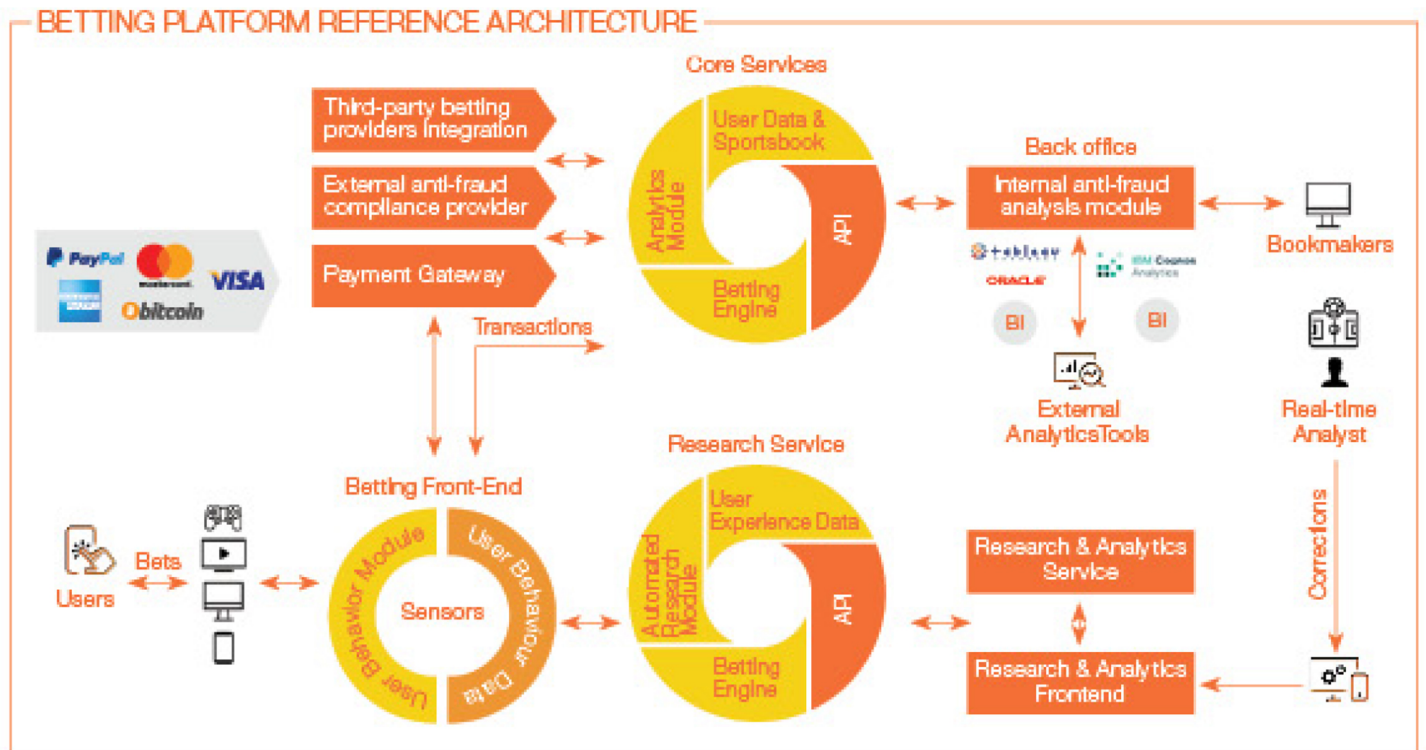 BETTING PLATFORM REFERENCE ARCHITECTURE
Core Services
Third-party betting
providers integration
External anti-fraud
compliance provider
Payment Gateway
PayPal
mastercard
VISA
bitcoin
User Data &
Sportsbook
Analytics
Module
API
Betting
Engine
Transactions
Back office
Internal anti-fraud
analysis module
Bookmakers
+ableau
ORACLE
IBM Cognos
Analytics
BI
BI
External
AnalyticsTools
Real-time
Analyst
Corrections
Betting Front-End
User Behavior Module
User Behaviour Data
Sensors
Users
Bets
Research Service
User
Experience Data
Automated
Research
Module
API
Betting
Engine
Research & Analytics
Service
Research & Analytics
Frontend